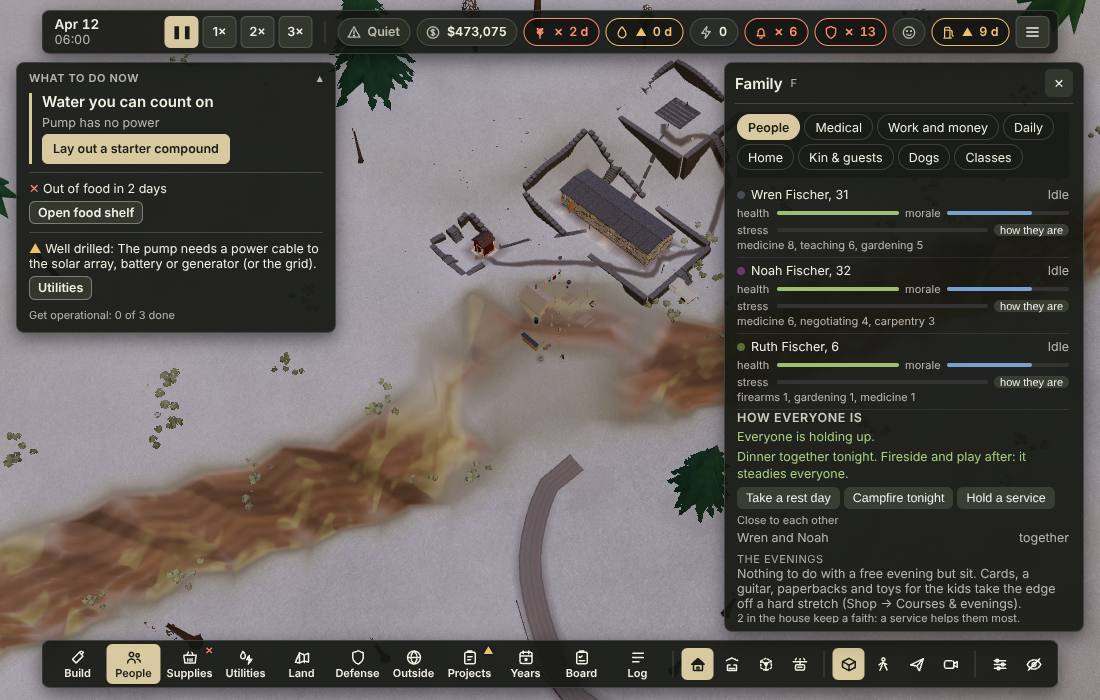 Apr 12
06:00
1×
2×
3×
Quiet
$473,075
× 2 d
0 d
0
× 6
× 13
9 d
WHAT TO DO NOW
Water you can count on
Pump has no power
Lay out a starter compound
× Out of food in 2 days
Open food shelf
Well drilled: The pump needs a power cable to
the solar array, battery or generator (or the grid).
Utilities
Get operational: 0 of 3 done
Family F
×
People Medical Work and money Daily
Home Kin & guests Dogs Classes
Wren Fischer, 31 Idle
health morale
stress how they are
medicine 8, teaching 6, gardening 5
Noah Fischer, 32 Idle
health morale
stress how they are
medicine 6, negotiating 4, carpentry 3
Ruth Fischer, 6 Idle
health morale
stress how they are
firearms 1, gardening 1, medicine 1
HOW EVERYONE IS
Everyone is holding up.
Dinner together tonight. Fireside and play after: it
steadies everyone.
Take a rest day Campfire tonight Hold a service
Close to each other
Wren and Noah together
THE EVENINGS
Nothing to do with a free evening but sit. Cards, a
guitar, paperbacks and toys for the kids take the edge
off a hard stretch (Shop → Courses & evenings).
2 in the house keep a faith: a service helps them most.
Build People Supplies Utilities Land Defense Outside Projects Years Board Log